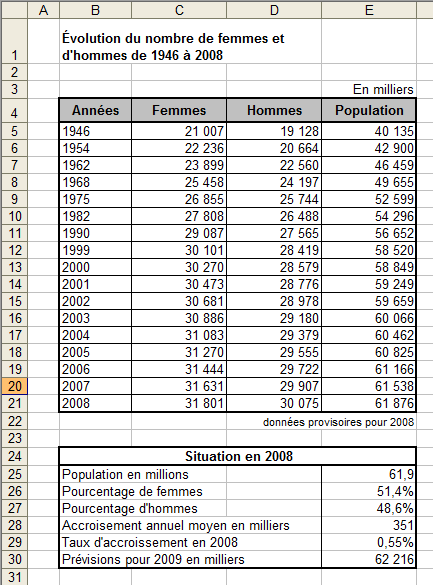 A B C D E
1 Évolution du nombre de femmes et
d'hommes de 1946 à 2008
2
3 En milliers
4 Années Femmes Hommes Population
5 1946 21 007 19 128 40 135
6 1954 22 236 20 664 42 900
7 1962 23 899 22 560 46 459
8 1968 25 458 24 197 49 655
9 1975 26 855 25 744 52 599
10 1982 27 808 26 488 54 296
11 1990 29 087 27 565 56 652
12 1999 30 101 28 419 58 520
13 2000 30 270 28 579 58 849
14 2001 30 473 28 776 59 249
15 2002 30 681 28 978 59 659
16 2003 30 886 29 180 60 066
17 2004 31 083 29 379 60 462
18 2005 31 270 29 555 60 825
19 2006 31 444 29 722 61 166
20 2007 31 631 29 907 61 538
21 2008 31 801 30 075 61 876
22 données provisoires pour 2008
23
24 Situation en 2008
25 Population en millions 61,9
26 Pourcentage de femmes 51,4%
27 Pourcentage d'hommes 48,6%
28 Accroisement annuel moyen en milliers 351
29 Taux d'accroissement en 2008 0,55%
30 Prévisions pour 2009 en milliers 62 216
31